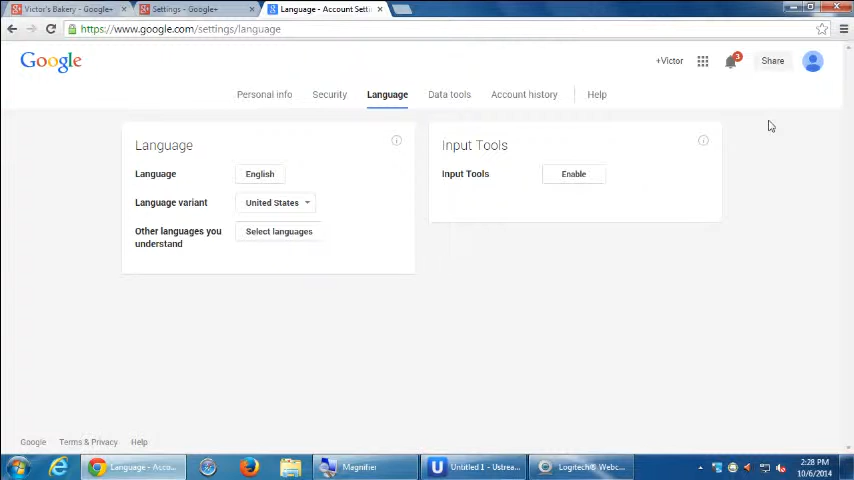 Victor's Bakery - Google+
Settings - Google+
Language - Account Setti
https://www.google.com/settings/language
Google
+Victor
3
Share
Personal info
Security
Language
Data tools
Account history
Help
Language
Language
English
Language variant
United States
Other languages you
understand
Select languages
Input Tools
Input Tools
Enable
Google
Terms & Privacy
Help
Language - Acco...
Magnifier
U
Untitled 1 - Ustrea...
Logitech® Webc...
2:28 PM
10/6/2014